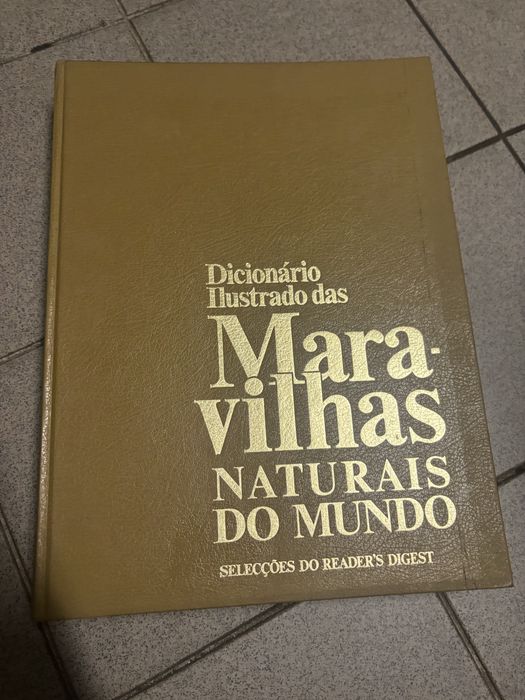 Dicionário
Ilustrado das
Mara-
vilhas
NATURAIS
DO MUNDO
SELECÇÕES DO READER'S DIGEST